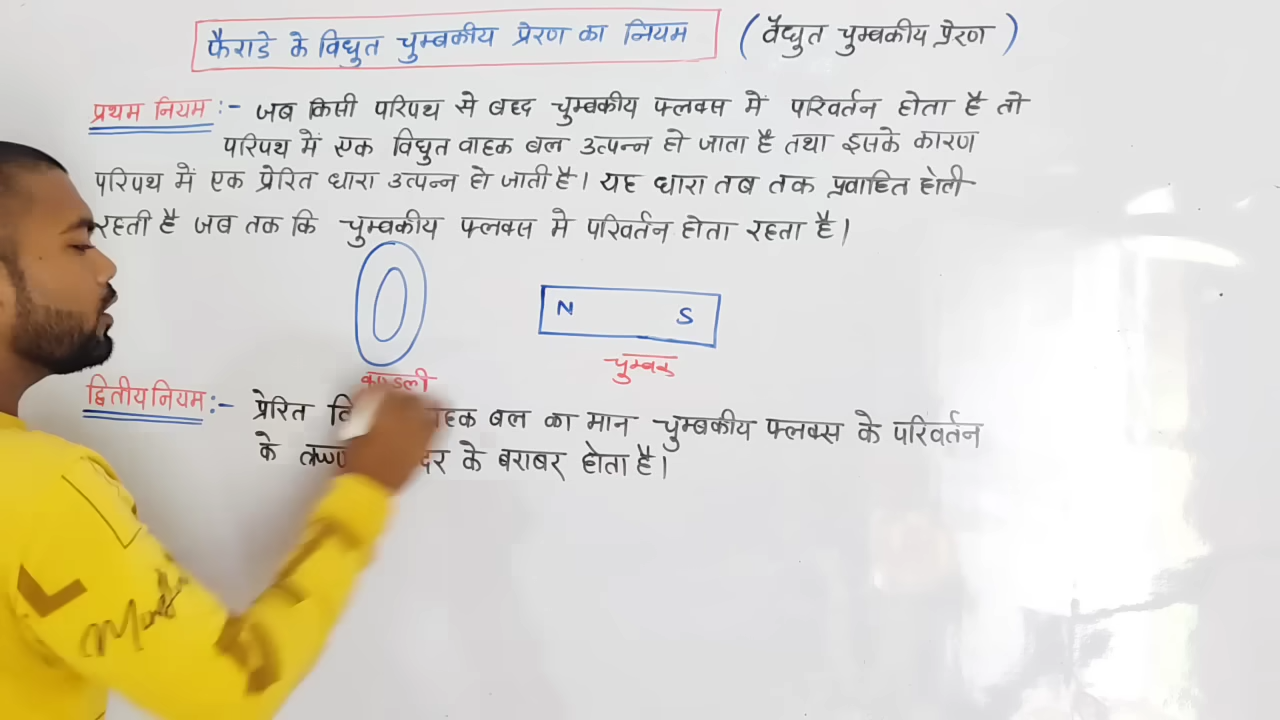 फैराडे के विद्युत चुम्बकीय प्रेरण का नियम (वैद्युत चुम्बकीय प्रेरण)
प्रथम नियम :- जब किसी परिपथ से बद्ध चुम्बकीय फ्लक्स में परिवर्तन होता है तो
परिपथ में एक विद्युत वाहक बल उत्पन्न हो जाता है तथा इसके कारण
परिपथ में एक प्रेरित धारा उत्पन्न हो जाती है। यह धारा तब तक प्रवाहित होती
रहती है जब तक कि चुम्बकीय फ्लक्स मे परिवर्तन होता रहता है।
N S
चुम्बक
द्वितीय नियम :- प्रेरित बल का मान चुम्बकीय फ्लक्स के परिवर्तन
के के बराबर होता है।